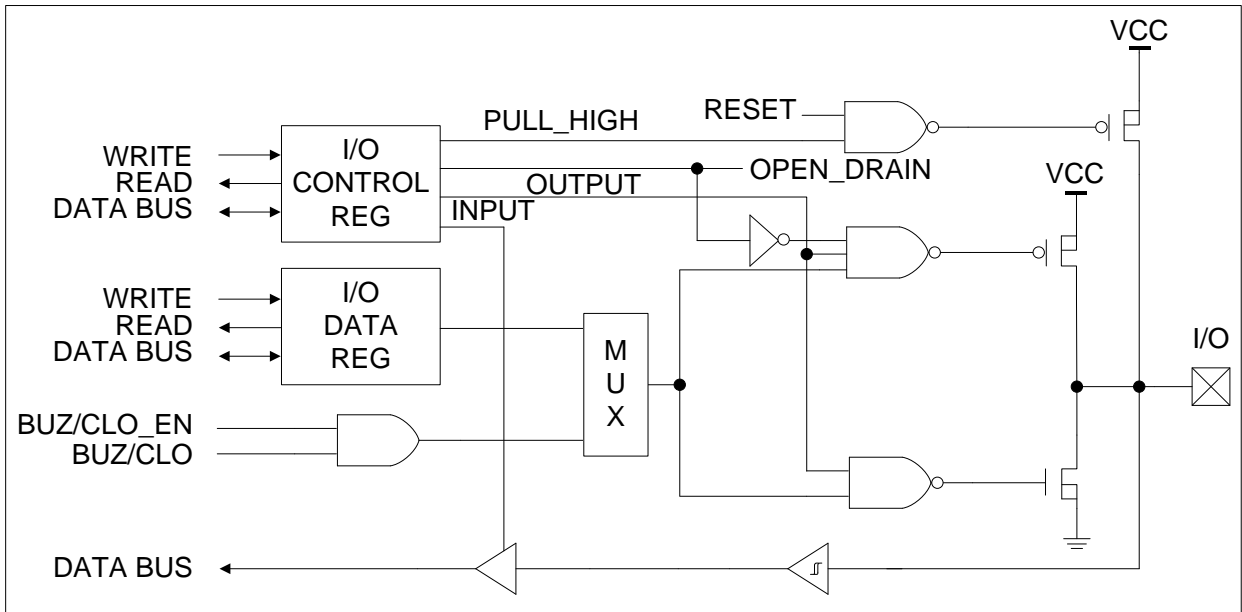 VCC
RESET
PULL_HIGH
WRITE
READ
DATA BUS
I/O
CONTROL
REG
OPEN_DRAIN
OUTPUT
INPUT
VCC
WRITE
READ
DATA BUS
I/O
DATA
REG
M
U
X
I/O
BUZ/CLO_EN
BUZ/CLO
DATA BUS